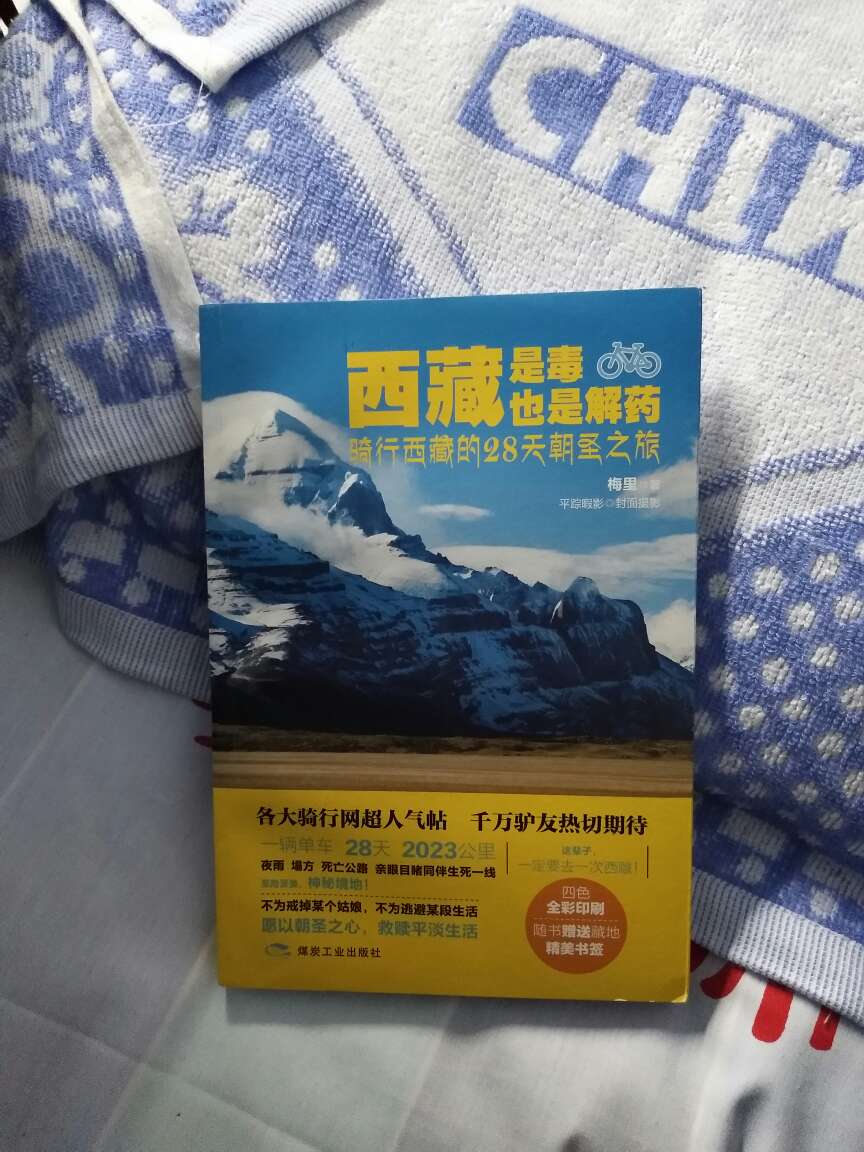 CHIN
西藏是毒
也是解药
骑行西藏的28天朝圣之旅
梅里 著
平踪暇影◎封面摄影
各大骑行网超人气帖 千万驴友热切期待
一辆单车 28天 2023公里
夜雨 塌方 死亡公路 亲眼目睹同伴生死一线
神秘境地！
不为戒掉某个姑娘，不为逃避某段生活
愿以朝圣之心，救赎平淡生活
煤炭工业出版社
这辈子，
一定要去一次西藏！
四色
全彩印刷
随书赠送藏地
精美书签